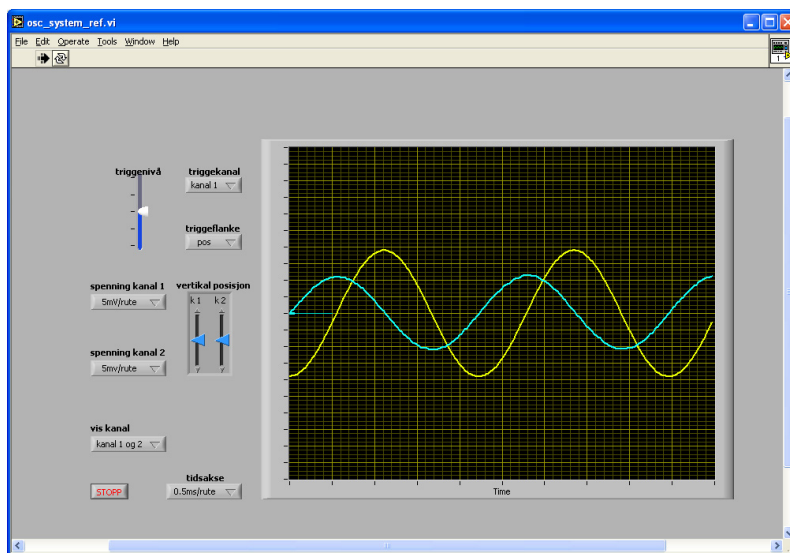 osc_system_ref.vi
File Edit Operate Tools Window Help
1
triggenivå
triggekanal
kanal 1
triggeflanke
pos
spenning kanal 1
5mV/rute
vertikal posisjon
k 1 k 2
spenning kanal 2
5mv/rute
vis kanal
kanal 1 og 2
STOPP
tidsakse
0.5ms/rute
Time